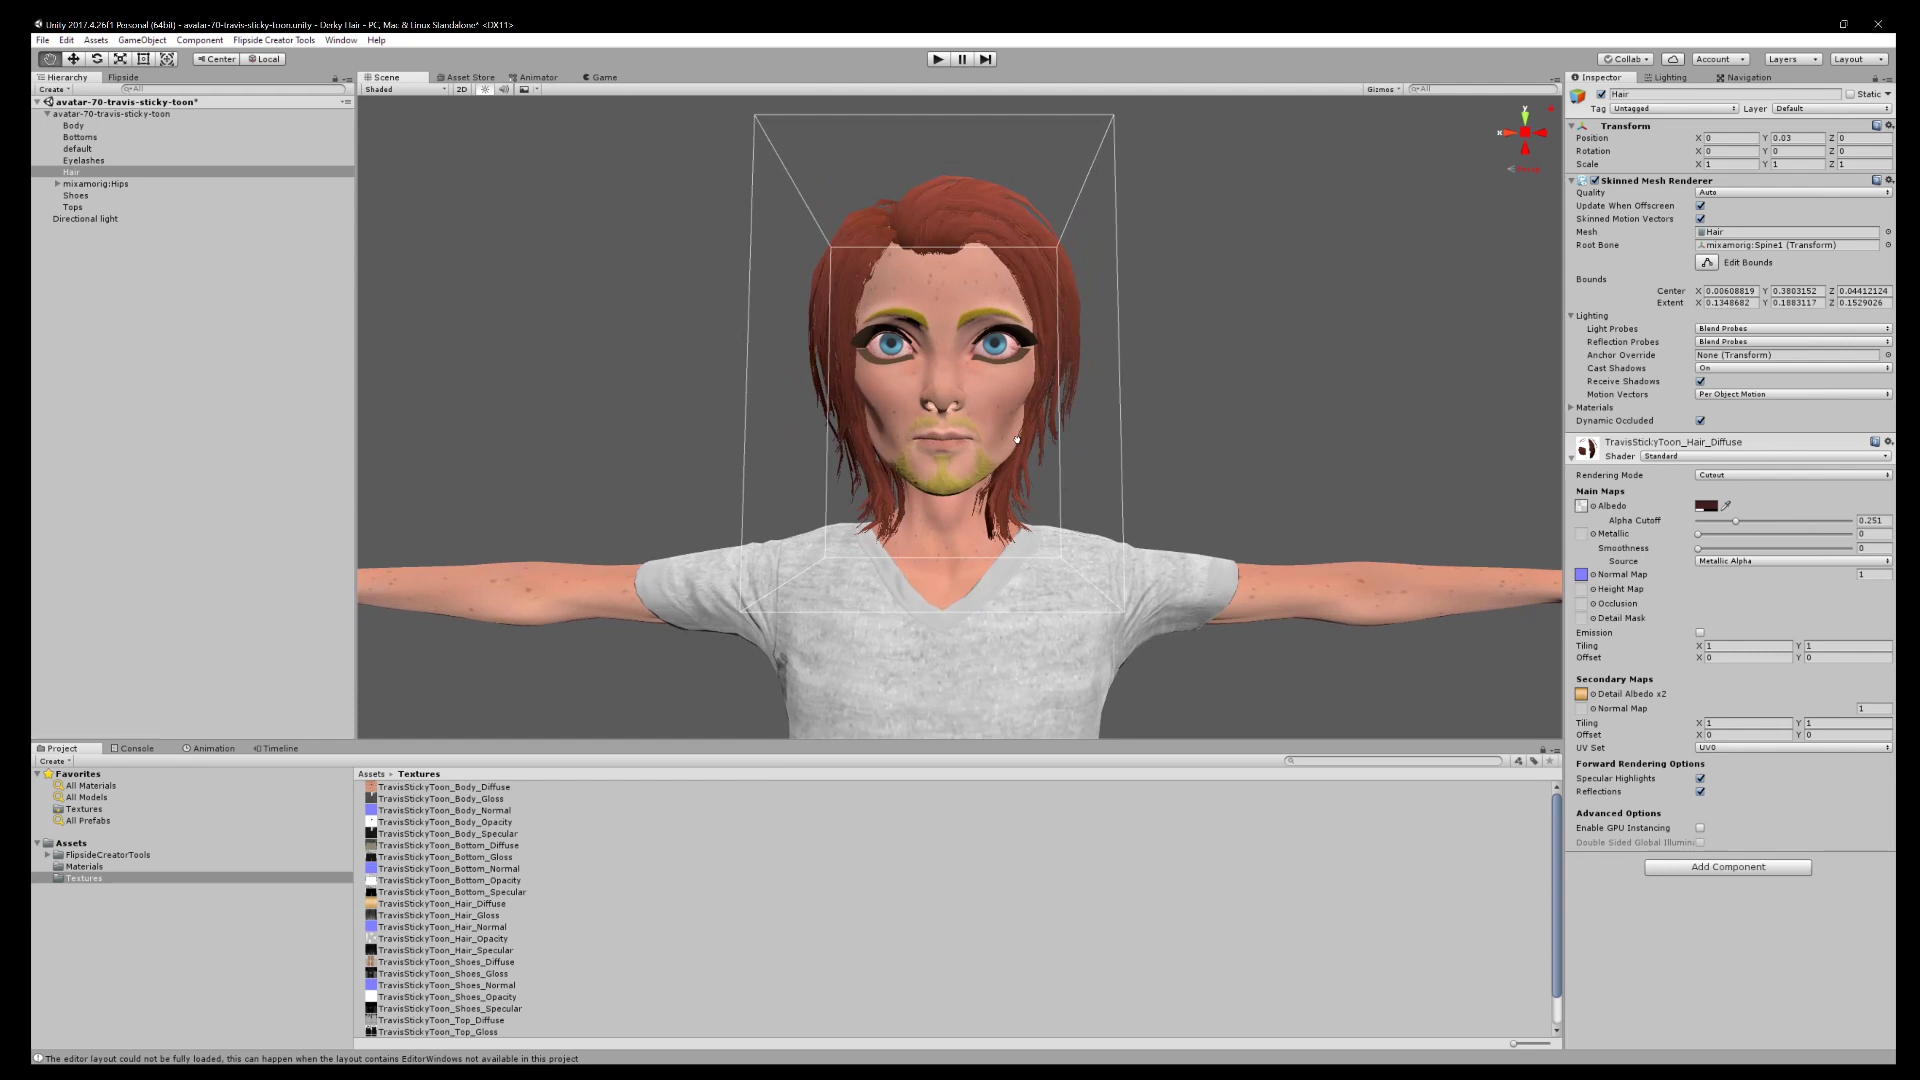 Unity 2017.4.26f1 Personal (64bit) - avatar-70-travis-sticky-toon.unity - Derky Hair - PC, Mac & Linux Standalone* <DX11>
File Edit Assets GameObject Component Flipside Creator Tools Window Help
Center Local Collab Account Layers Layout
Hierarchy Flipside
Create All
avatar-70-travis-sticky-toon*
avatar-70-travis-sticky-toon
Body
Bottoms
default
Eyelashes
Hair
mixamorig:Hips
Shoes
Tops
Directional light
Scene Asset Store Animator Game
Shaded 2D Gizmos All
y
x
Persp
Inspector Lighting Navigation
Hair Static
Tag Untagged Layer Default
Transform
Position X 0 Y 0.03 Z 0
Rotation X 0 Y 0 Z 0
Scale X 1 Y 1 Z 1
Skinned Mesh Renderer
Quality Auto
Update When Offscreen
Skinned Motion Vectors
Mesh Hair
Root Bone mixamorig:Spine1 (Transform)
Edit Bounds
Bounds
Center X 0.00608819 Y 0.3803152 Z 0.04412124
Extent X 0.1348682 Y 0.1883117 Z 0.1529026
Lighting
Light Probes Blend Probes
Reflection Probes Blend Probes
Anchor Override None (Transform)
Cast Shadows On
Receive Shadows
Motion Vectors Per Object Motion
Materials
Dynamic Occluded
TravisStickyToon_Hair_Diffuse
Shader Standard
Rendering Mode Cutout
Main Maps
Albedo
Alpha Cutoff 0.251
Metallic 0
Smoothness 0
Source Metallic Alpha
Normal Map 1
Height Map
Occlusion
Detail Mask
Emission
Tiling X 1 Y 1
Offset X 0 Y 0
Secondary Maps
Detail Albedo x2
Normal Map 1
Tiling X 1 Y 1
Offset X 0 Y 0
UV Set UV0
Forward Rendering Options
Specular Highlights
Reflections
Advanced Options
Enable GPU Instancing
Double Sided Global Illumin
Add Component
Project Console Animation Timeline
Create
Favorites
All Materials
All Models
Textures
All Prefabs
Assets
FlipsideCreatorTools
Materials
Textures
Assets Textures
TravisStickyToon_Body_Diffuse
TravisStickyToon_Body_Gloss
TravisStickyToon_Body_Normal
TravisStickyToon_Body_Opacity
TravisStickyToon_Body_Specular
TravisStickyToon_Bottom_Diffuse
TravisStickyToon_Bottom_Gloss
TravisStickyToon_Bottom_Normal
TravisStickyToon_Bottom_Opacity
TravisStickyToon_Bottom_Specular
TravisStickyToon_Hair_Diffuse
TravisStickyToon_Hair_Gloss
TravisStickyToon_Hair_Normal
TravisStickyToon_Hair_Opacity
TravisStickyToon_Hair_Specular
TravisStickyToon_Shoes_Diffuse
TravisStickyToon_Shoes_Gloss
TravisStickyToon_Shoes_Normal
TravisStickyToon_Shoes_Opacity
TravisStickyToon_Shoes_Specular
TravisStickyToon_Top_Diffuse
TravisStickyToon_Top_Gloss
The editor layout could not be fully loaded, this can happen when the layout contains EditorWindows not available in this project